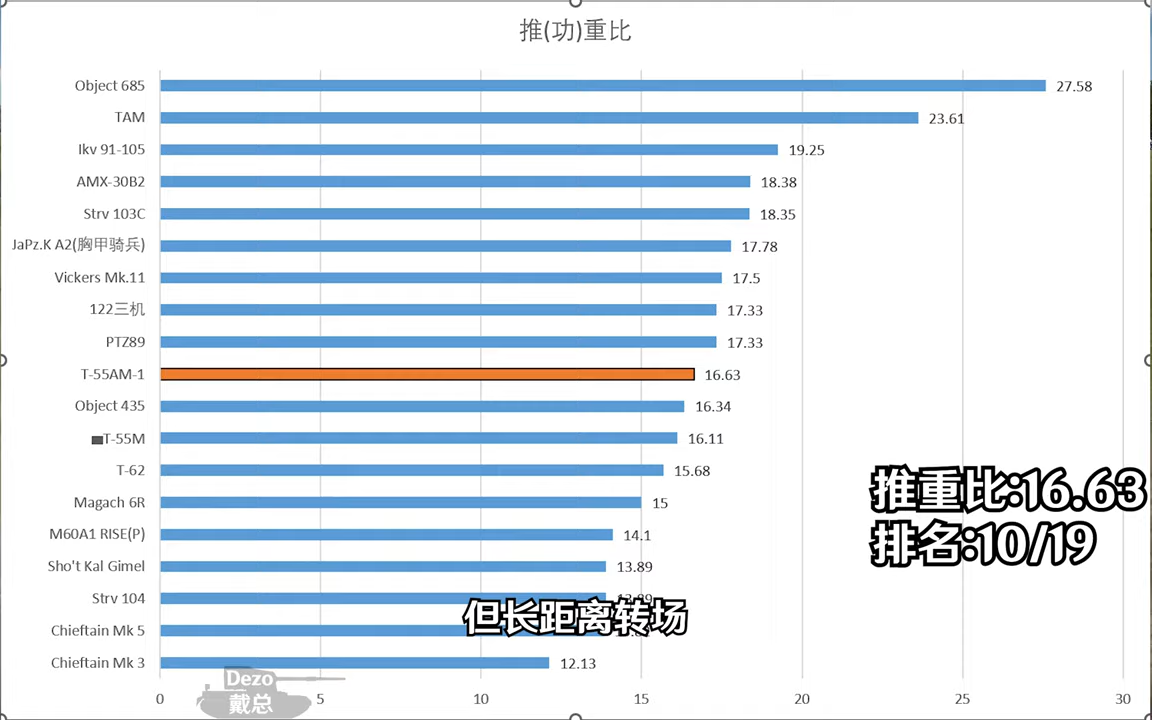 推(功)重比
Object 685 27.58
TAM 23.61
Ikv 91-105 19.25
AMX-30B2 18.38
Strv 103C 18.35
JaPz.K A2(胸甲骑兵) 17.78
Vickers Mk.11 17.5
122三机 17.33
PTZ89 17.33
T-55AM-1 16.63
Object 435 16.34
T-55M 16.11
T-62 15.68
Magach 6R 15
M60A1 RISE(P) 14.1
Sho't Kal Gimel 13.89
Strv 104
Chieftain Mk 5
Chieftain Mk 3 12.13
0 5 10 15 20 25 30
推重比:16.63
排名:10/19
但长距离转场
Dezo
戴总